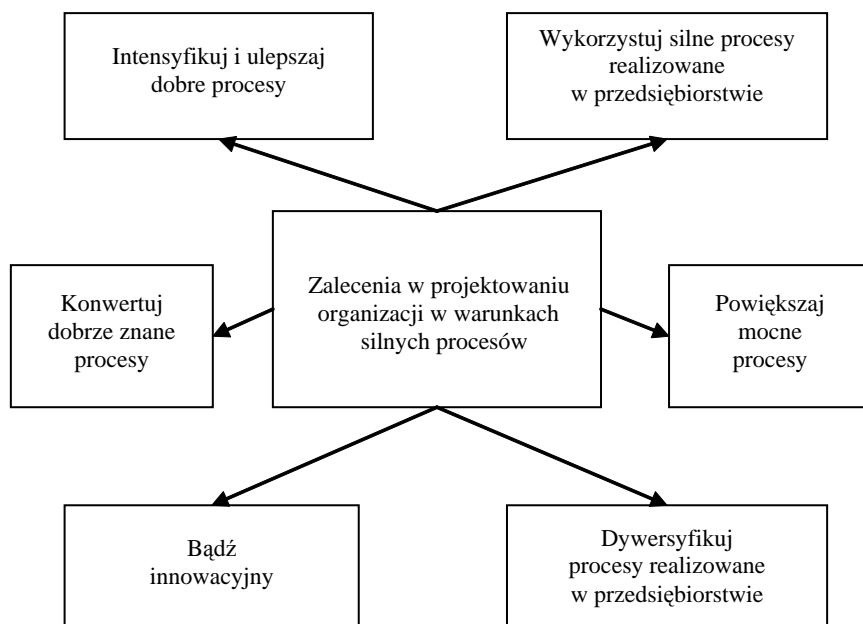 Intensyfikuj i ulepszaj
dobre procesy
Wykorzystuj silne procesy
realizowane
w przedsiębiorstwie
Konwertuj
dobrze znane
procesy
Zalecenia w projektowaniu
organizacji w warunkach
silnych procesów
Powiększaj
mocne
procesy
Bądź
innowacyjny
Dywersyfikuj
procesy realizowane
w przedsiębiorstwie